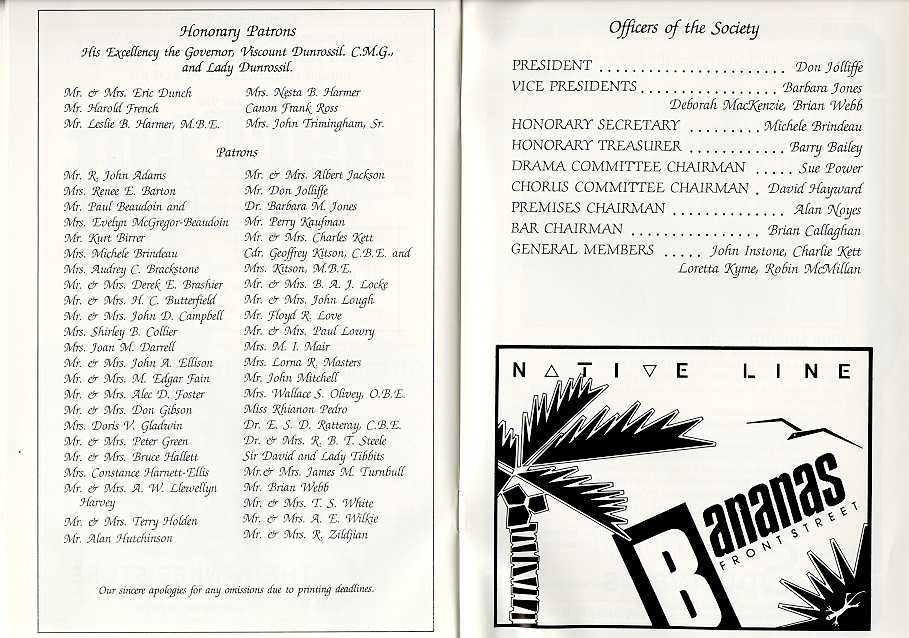 Honorary Patrons
His Excellency the Governor, Viscount Dunrossil. C.M.G.,
and Lady Dunrossil.
Mr. & Mrs. Eric Dunch
Mr. Harold French
Mr. Leslie B. Harmer, M.B.E.
Mrs. Nesta B. Harmer
Canon Frank Ross
Mrs. John Trimingham, Sr.
Patrons
Mr. R. John Adams
Mrs. Renee E. Barton
Mr. Paul Beaudoin and
Mrs. Evelyn McGregor-Beaudoin
Mr. Kurt Birrer
Mrs. Michele Brindeau
Mrs. Audrey C. Brackstone
Mr. & Mrs. Derek E. Brashier
Mr. & Mrs. H. C. Butterfield
Mr. & Mrs. John D. Campbell
Mrs. Shirley B. Collier
Mrs. Joan M. Darrell
Mr. & Mrs. John A. Ellison
Mr. & Mrs. M. Edgar Fain
Mr. & Mrs. Alec D. Foster
Mr. & Mrs. Don Gibson
Mrs. Doris V. Gladwin
Mr. & Mrs. Peter Green
Mr. & Mrs. Bruce Hallett
Mrs. Constance Harnett-Ellis
Mr. & Mrs. A. W. Llewellyn
Harvey
Mr. & Mrs. Terry Holden
Mr. Alan Hutchinson
Mr. & Mrs. Albert Jackson
Mr. Don Jolliffe
Dr. Barbara M. Jones
Mr. Perry Kaufman
Mr. & Mrs. Charles Kett
Cdr. Geoffrey Kitson, C.B.E. and
Mrs. Kitson, M.B.E.
Mr. & Mrs. B. A. J. Locke
Mr. & Mrs. John Lough
Mr. Floyd R. Love
Mr. & Mrs. Paul Lowry
Mrs. M. I. Mair
Mrs. Lorna R. Masters
Mr. John Mitchell
Mrs. Wallace S. Olivey, O.B.E.
Miss Rhianon Pedro
Dr. E. S. D. Ratteray, C.B.E.
Dr. & Mrs. R. B. T. Steele
Sir David and Lady Tibbits
Mr.& Mrs. James M. Turnbull
Mr. Brian Webb
Mr. & Mrs. T. S. White
Mr. & Mrs. A. E. Wilkie
Mr. & Mrs. R. Zildjian
Our sincere apologies for any omissions due to printing deadlines.
Officers of the Society
PRESIDENT ....................... Don Jolliffe
VICE PRESIDENTS ................. Barbara Jones
Deborah MacKenzie, Brian Webb
HONORARY SECRETARY ......... Michele Brindeau
HONORARY TREASURER ............ Barry Bailey
DRAMA COMMITTEE CHAIRMAN ..... Sue Power
CHORUS COMMITTEE CHAIRMAN . David Hayward
PREMISES CHAIRMAN ............. Alan Noyes
BAR CHAIRMAN ................ Brian Callaghan
GENERAL MEMBERS ..... John Instone, Charlie Kett
Loretta Kyme, Robin McMillan
NATIVE LINE
Bananas
FRONT STREET